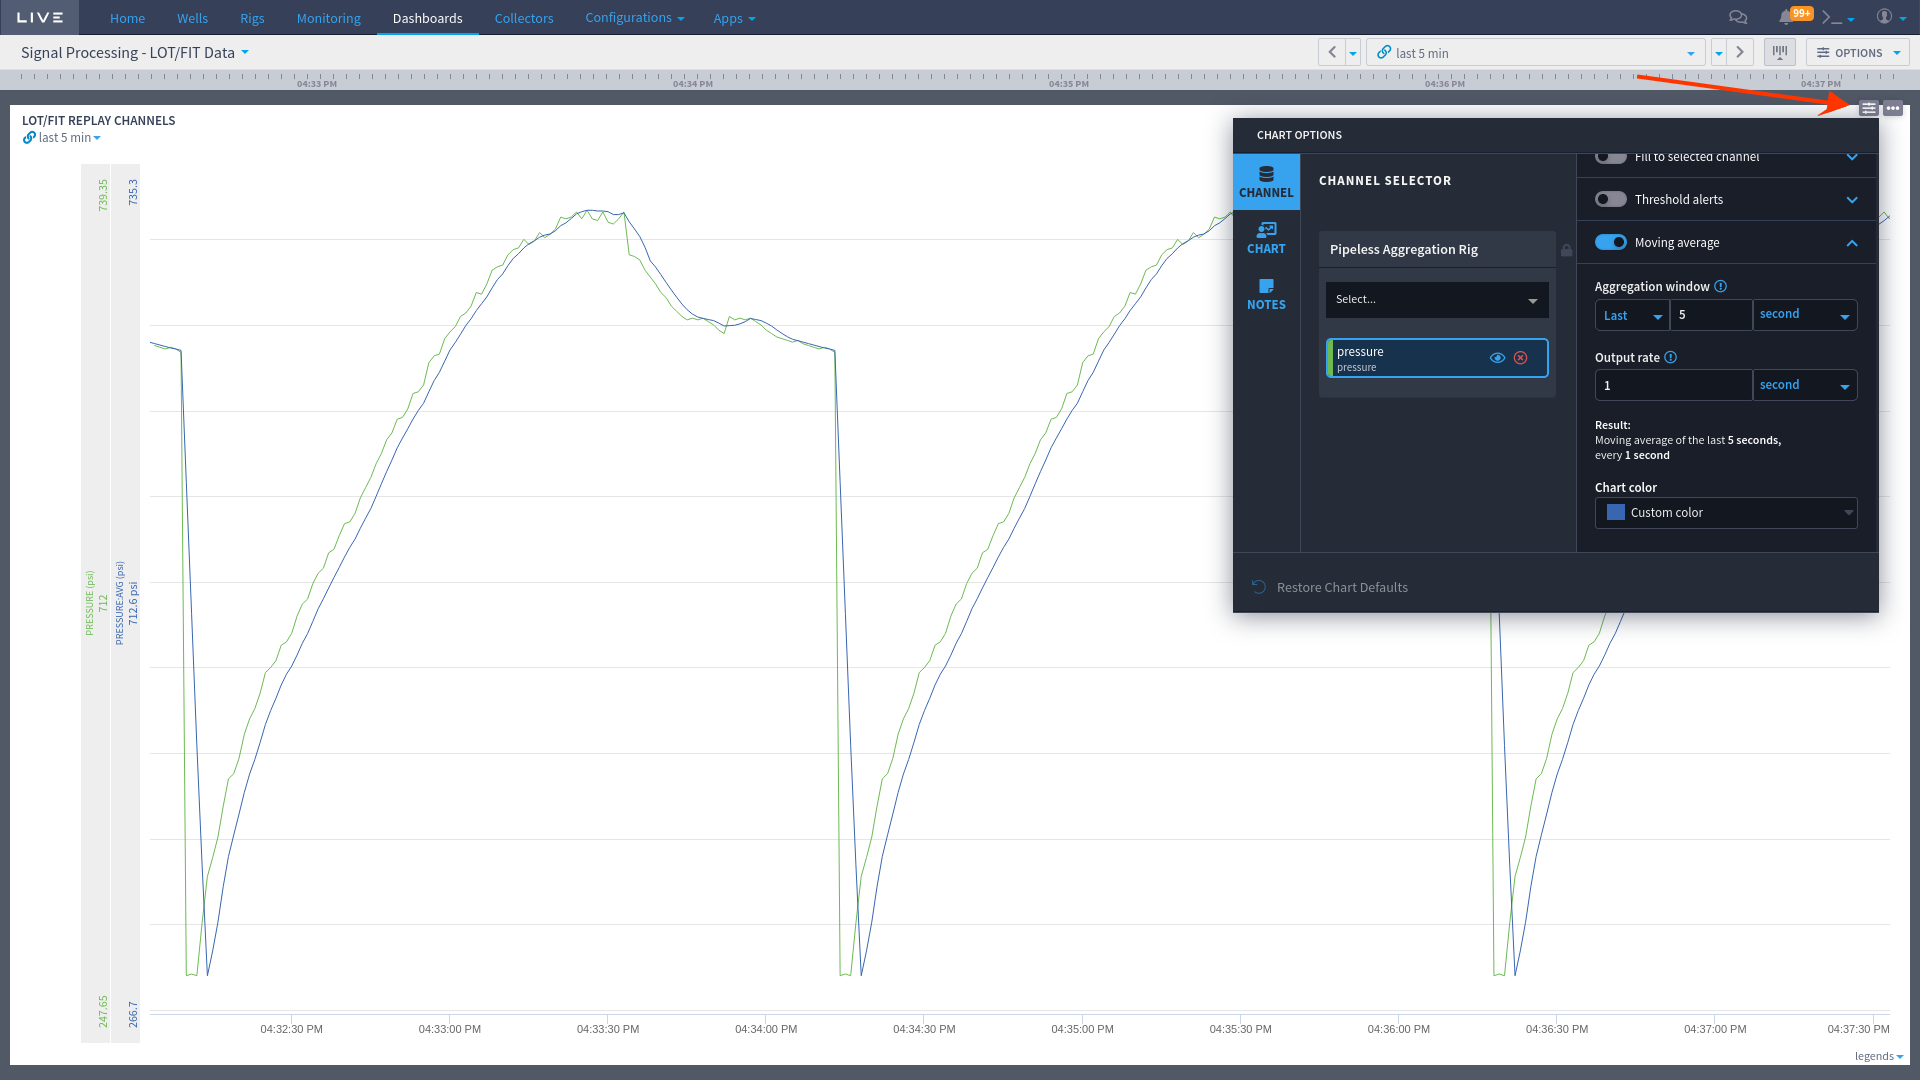 LIVE
Home Wells Rigs Monitoring Dashboards Collectors Configurations Apps
99+
Signal Processing - LOT/FIT Data
last 5 min
OPTIONS
04:33 PM 04:34 PM 04:35 PM 04:36 PM 04:37 PM
LOT/FIT REPLAY CHANNELS
last 5 min
739.35
PRESSURE (psi)
712
247.65
735.3
PRESSURE:AVG (psi)
712.6 psi
266.7
CHART OPTIONS
CHANNEL
CHART
NOTES
CHANNEL SELECTOR
Pipeless Aggregation Rig
Select...
pressure
pressure
Fill to selected channel
Threshold alerts
Moving average
Aggregation window
Last 5 second
Output rate
1 second
Result:
Moving average of the last 5 seconds,
every 1 second
Chart color
Custom color
Restore Chart Defaults
04:32:30 PM 04:33:00 PM 04:33:30 PM 04:34:00 PM 04:34:30 PM 04:35:00 PM 04:35:30 PM 04:36:00 PM 04:36:30 PM 04:37:00 PM 04:37:30 PM
legends